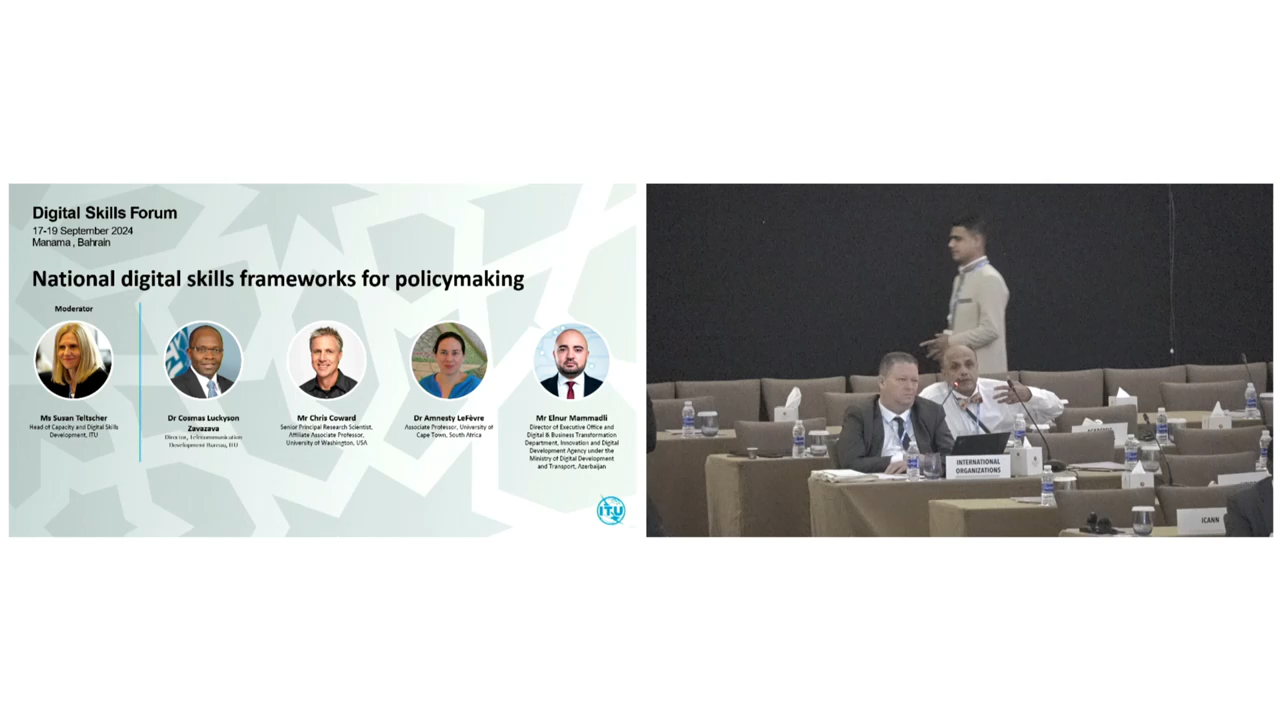 Digital Skills Forum
17-19 September 2024
Manama , Bahrain
National digital skills frameworks for policymaking
Moderator
Ms Susan Teltscher
Head of Capacity and Digital Skills
Development, ITU
Dr Cosmas Luckyson
Zavazava
Director, Telecommunication
Development Bureau, ITU
Mr Chris Coward
Senior Principal Research Scientist,
Affiliate Associate Professor,
University of Washington, USA
Dr Amnesty LeFèvre
Associate Professor, University of
Cape Town, South Africa
Mr Elnur Mammadli
Director of Executive Office and
Digital & Business Transformation
Department, Innovation and Digital
Development Agency under the
Ministry of Digital Development
and Transport, Azerbaijan
ITU
INTERNATIONAL
ORGANIZATIONS
ICANN